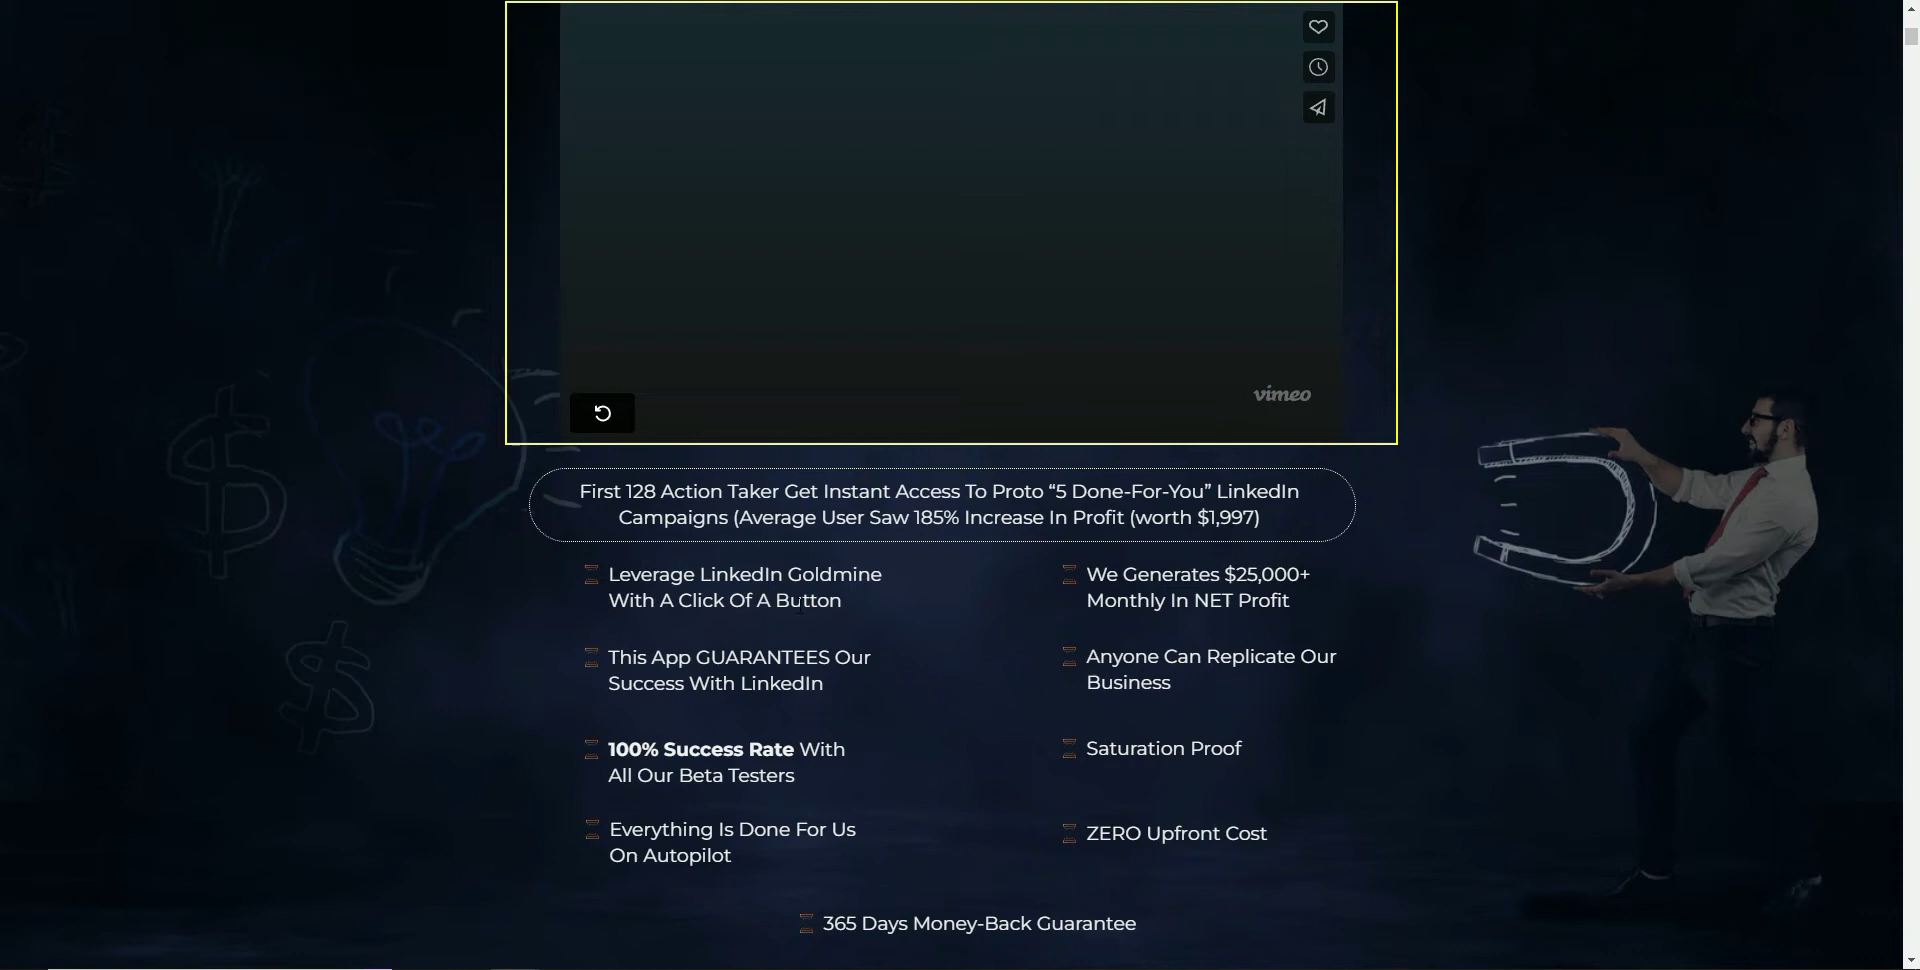 vimeo
First 128 Action Taker Get Instant Access To Proto “5 Done-For-You” LinkedIn
Campaigns (Average User Saw 185% Increase In Profit (worth $1,997)
Leverage LinkedIn Goldmine
With A Click Of A Button
We Generates $25,000+
Monthly In NET Profit
This App GUARANTEES Our
Success With LinkedIn
Anyone Can Replicate Our
Business
100% Success Rate With
All Our Beta Testers
Saturation Proof
Everything Is Done For Us
On Autopilot
ZERO Upfront Cost
365 Days Money-Back Guarantee